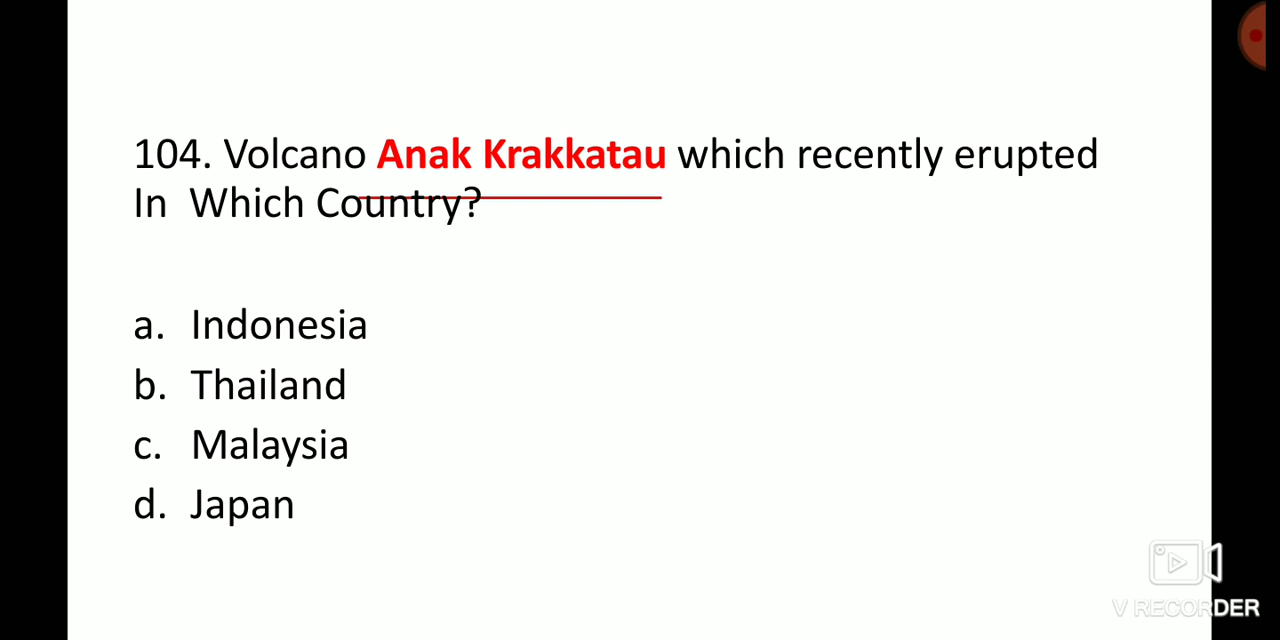 104. Volcano Anak Krakkatau which recently erupted
In Which Country?
a. Indonesia
b. Thailand
c. Malaysia
d. Japan
V RECORDER